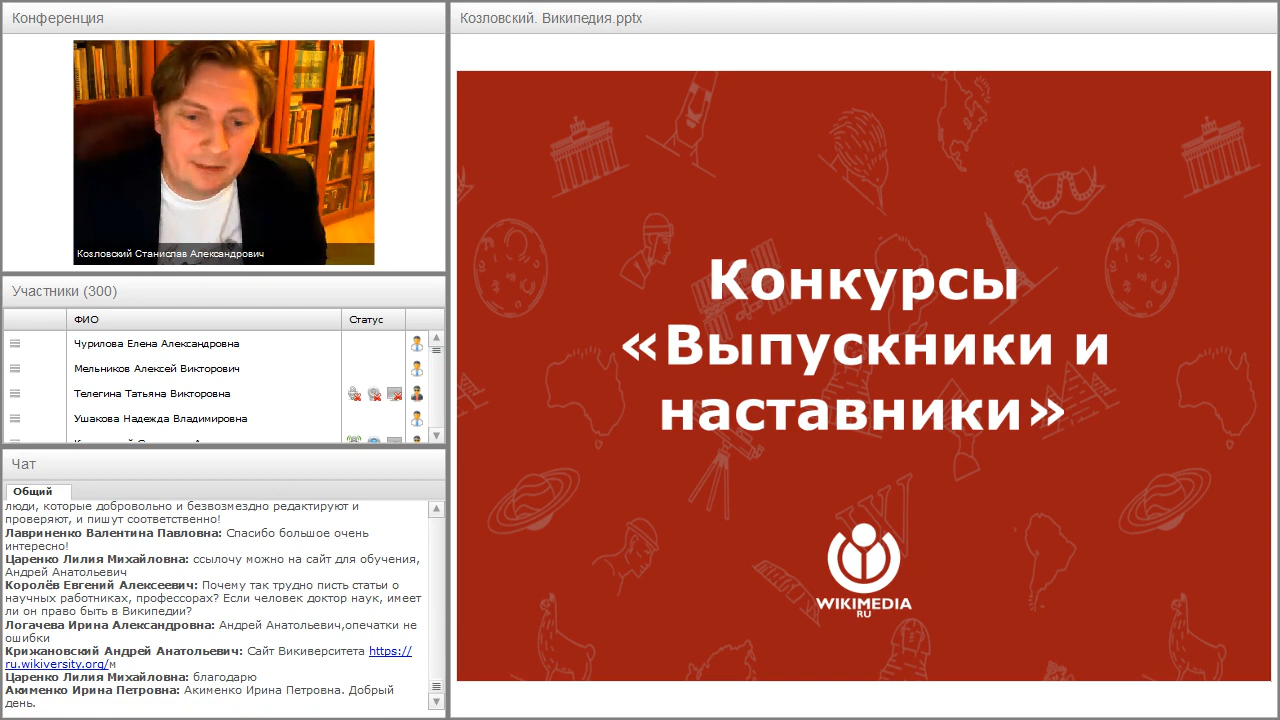 Конференция
Козловский Станислав Александрович
Участники (300)
ФИО Статус
Чурилова Елена Александровна
Мельников Алексей Викторович
Телегина Татьяна Викторовна
Ушакова Надежда Владимировна
Чат
Общий
люди, которые добровольно и безвозмездно редактируют и
проверяют, и пишут соответственно!
Лавриненко Валентина Павловна: Спасибо большое очень
интересно!
Царенко Лилия Михайловна: ссылочу можно на сайт для обучения,
Андрей Анатольевич
Королёв Евгений Алексеевич: Почему так трудно писть статьи о
научных работниках, профессорах? Если человек доктор наук, имеет
ли он право быть в Википедии?
Логачева Ирина Александровна: Андрей Анатольевич,опечатки не
ошибки
Крижановский Андрей Анатольевич: Сайт Викиверситета https://
ru.wikiversity.org/м
Царенко Лилия Михайловна: благодарю
Акименко Ирина Петровна: Акименко Ирина Петровна. Добрый
день.
Козловский. Википедия.pptx
Конкурсы
«Выпускники и
наставники»
W
WIKIMEDIA
RU